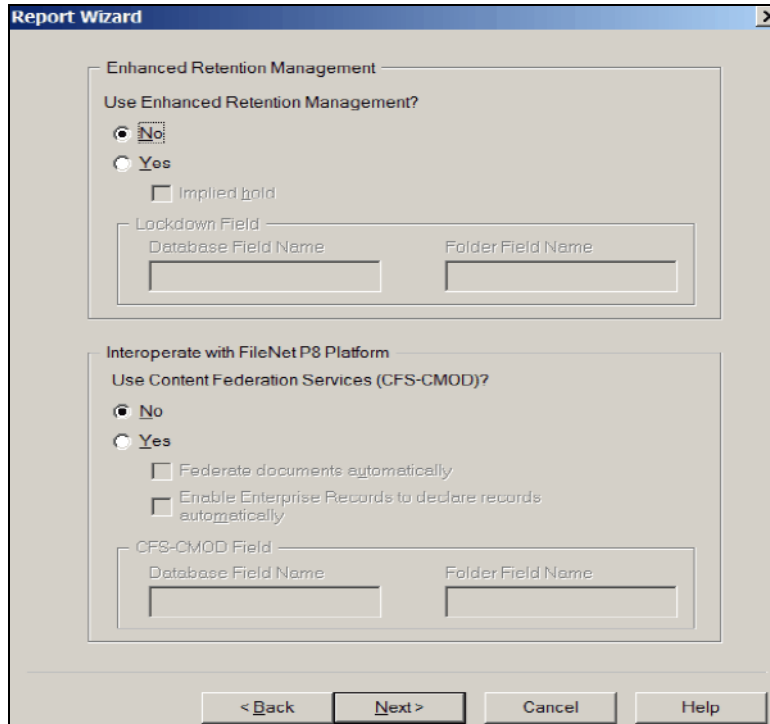 Report Wizard
Enhanced Retention Management
Use Enhanced Retention Management?
No
Yes
Implied hold
Lockdown Field
Database Field Name Folder Field Name
Interoperate with FileNet P8 Platform
Use Content Federation Services (CFS-CMOD)?
No
Yes
Federate documents automatically
Enable Enterprise Records to declare records
automatically
CFS-CMOD Field
Database Field Name Folder Field Name
< Back Next > Cancel Help